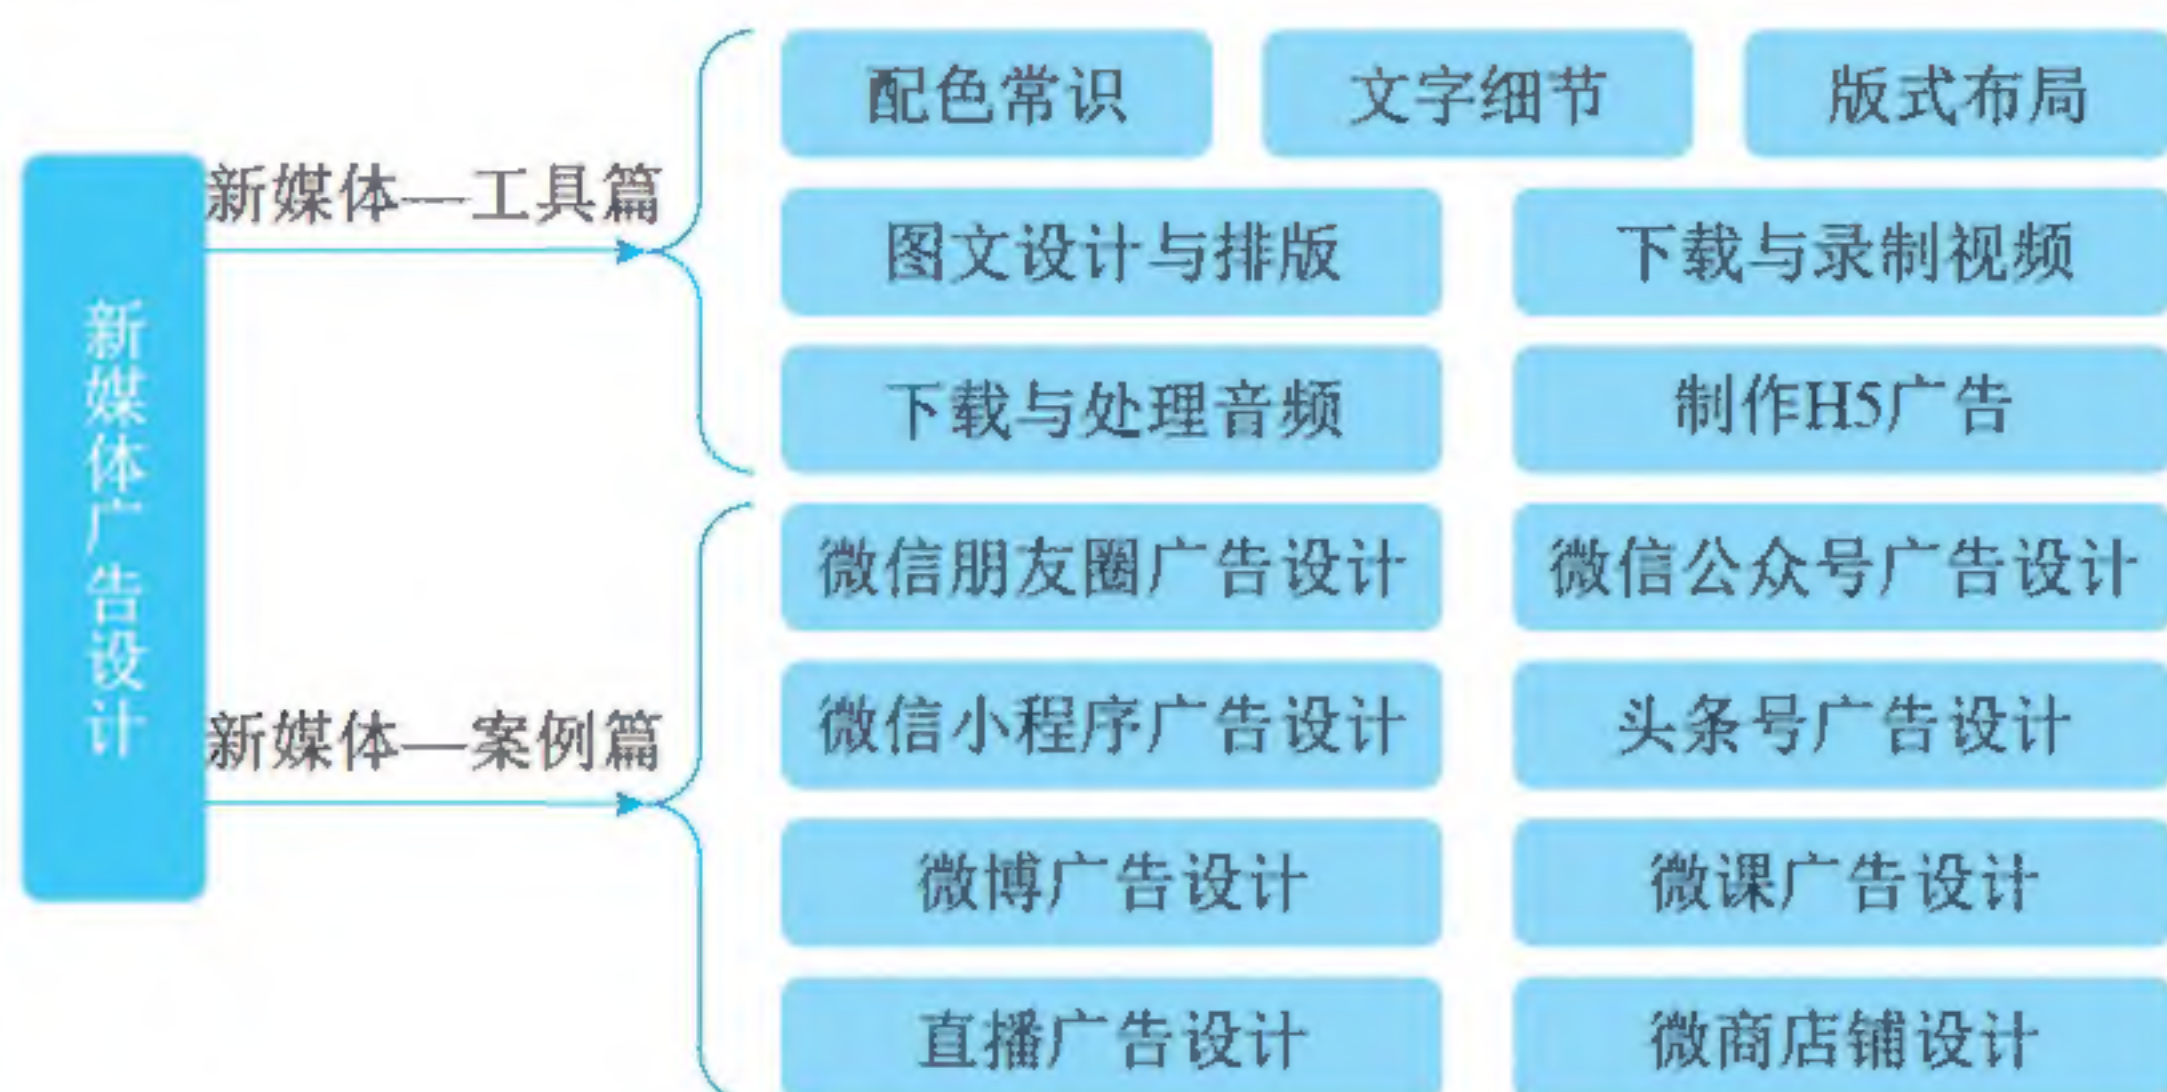 新媒体广告设计
新媒体—工具篇
配色常识 文字细节 版式布局
图文设计与排版 下载与录制视频
下载与处理音频 制作H5广告
新媒体—案例篇
微信朋友圈广告设计 微信公众号广告设计
微信小程序广告设计 头条号广告设计
微博广告设计 微课广告设计
直播广告设计 微商店铺设计